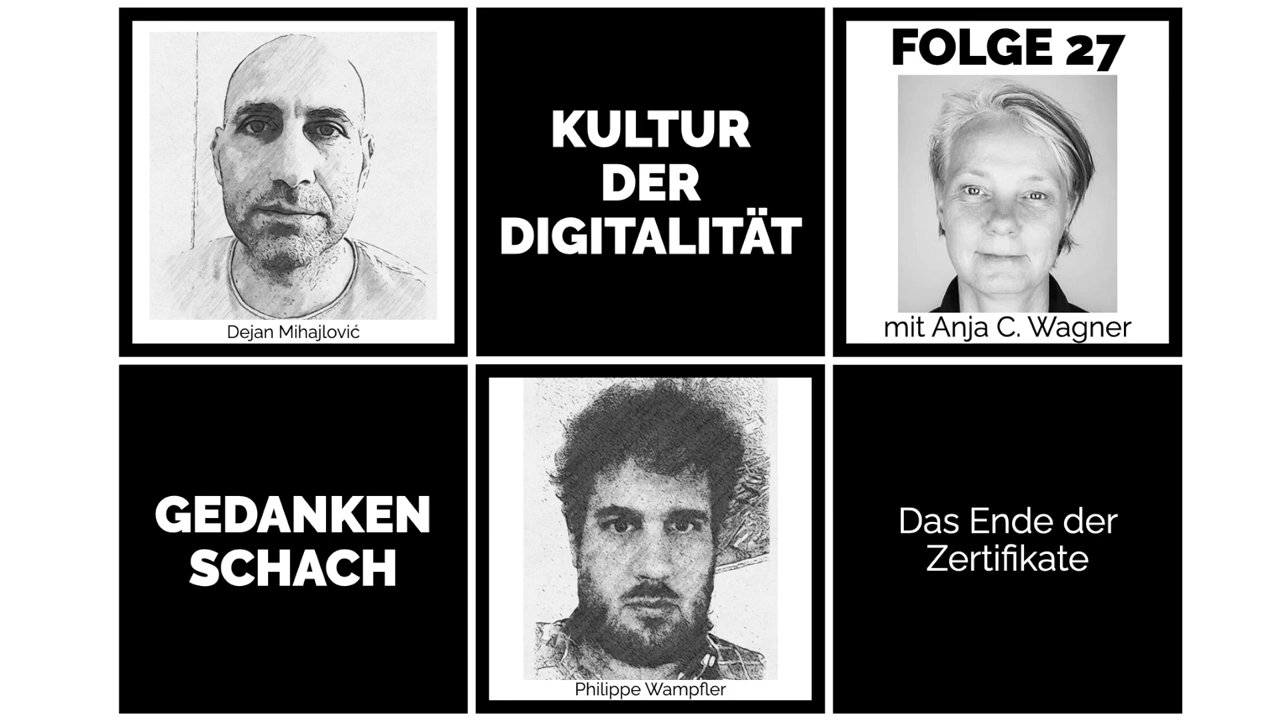 Dejan Mihajlović
KULTUR
DER
DIGITALITÄT
FOLGE 27
mit Anja C. Wagner
GEDANKEN
SCHACH
Philippe Wampfler
Das Ende der
Zertifikate